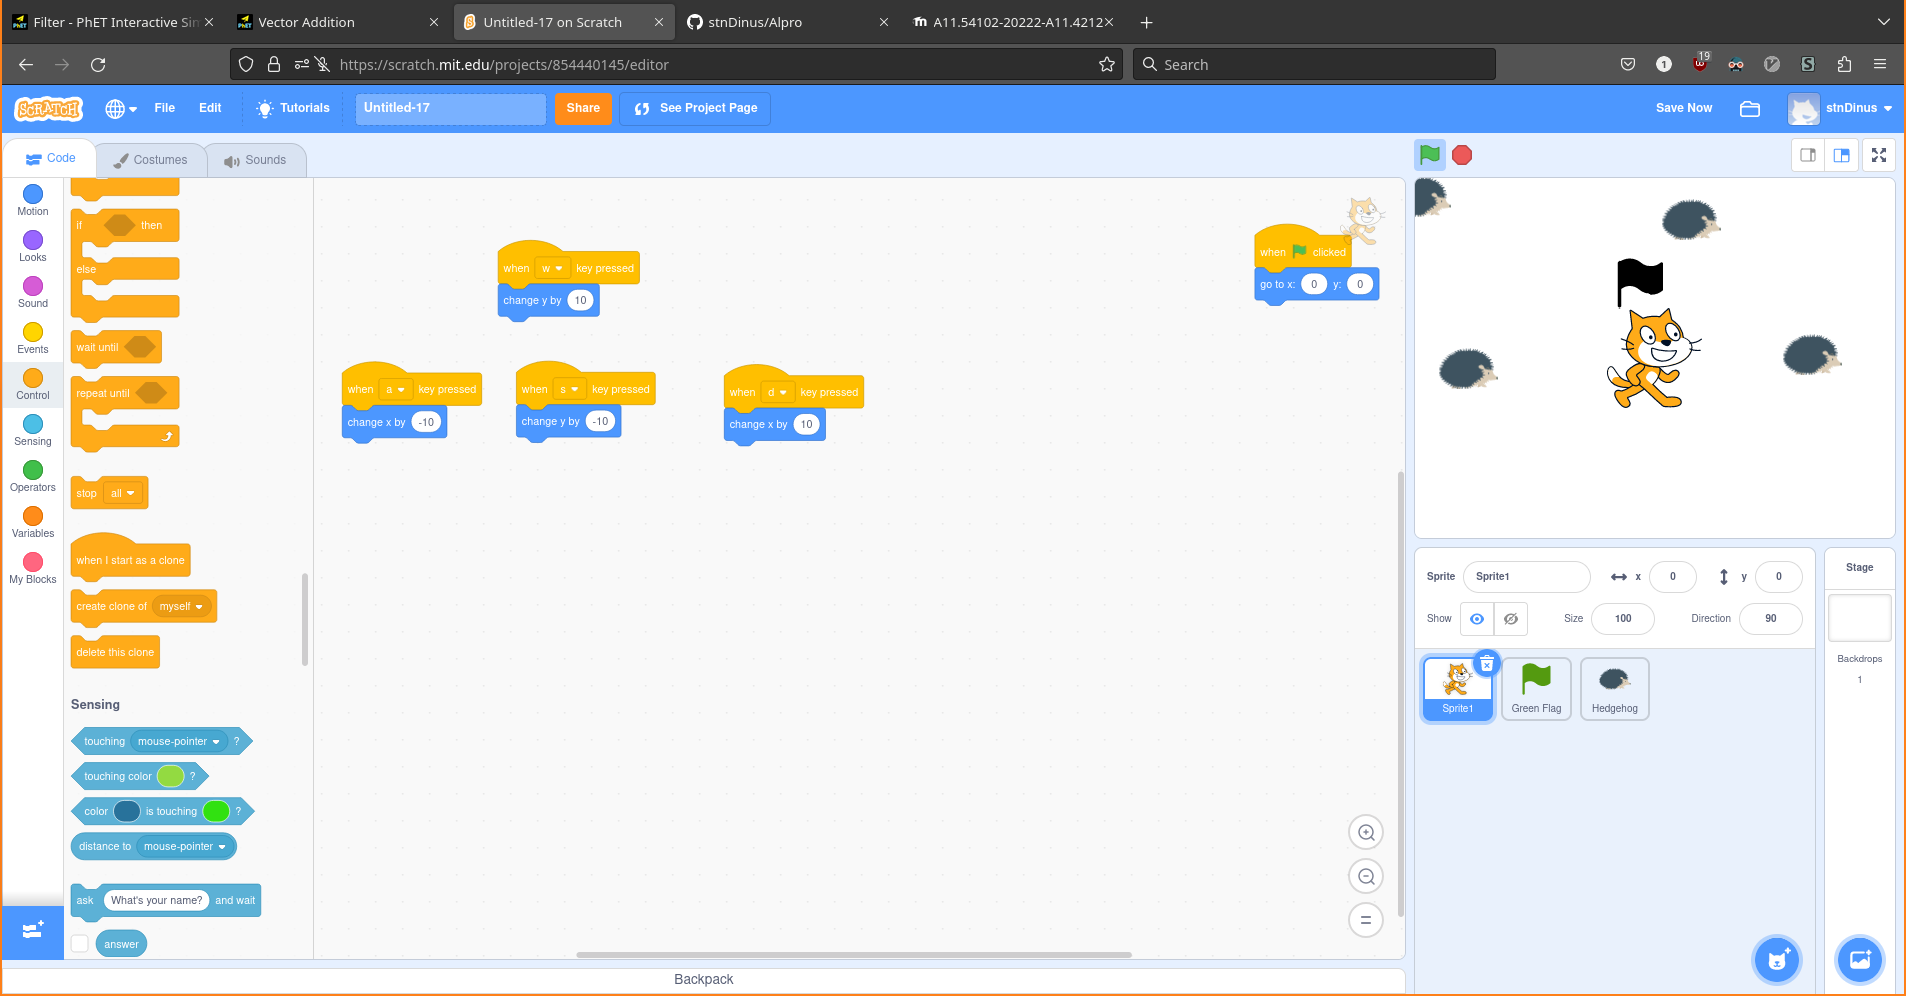 Filter - PhET Interactive Sim
Vector Addition
Untitled-17 on Scratch
stnDinus/Alpro
A11.54102-20222-A11.4212
https://scratch.mit.edu/projects/854440145/editor
Search
1
19
SCRATCH
File
Edit
Tutorials
Untitled-17
Share
See Project Page
Save Now
stnDinus
Code
Costumes
Sounds
Motion
Looks
Sound
Events
Control
Sensing
Operators
Variables
My Blocks
if then
else
wait until
repeat until
stop all
when I start as a clone
create clone of myself
delete this clone
Sensing
touching mouse-pointer ?
touching color ?
color is touching ?
distance to mouse-pointer
ask What's your name? and wait
answer
when w key pressed
change y by 10
when a key pressed
change x by -10
when s key pressed
change y by -10
when d key pressed
change x by 10
when clicked
go to x: 0 y: 0
Sprite Sprite1 x 0 y 0
Show Size 100 Direction 90
Sprite1
Green Flag
Hedgehog
Stage
Backdrops
1
Backpack